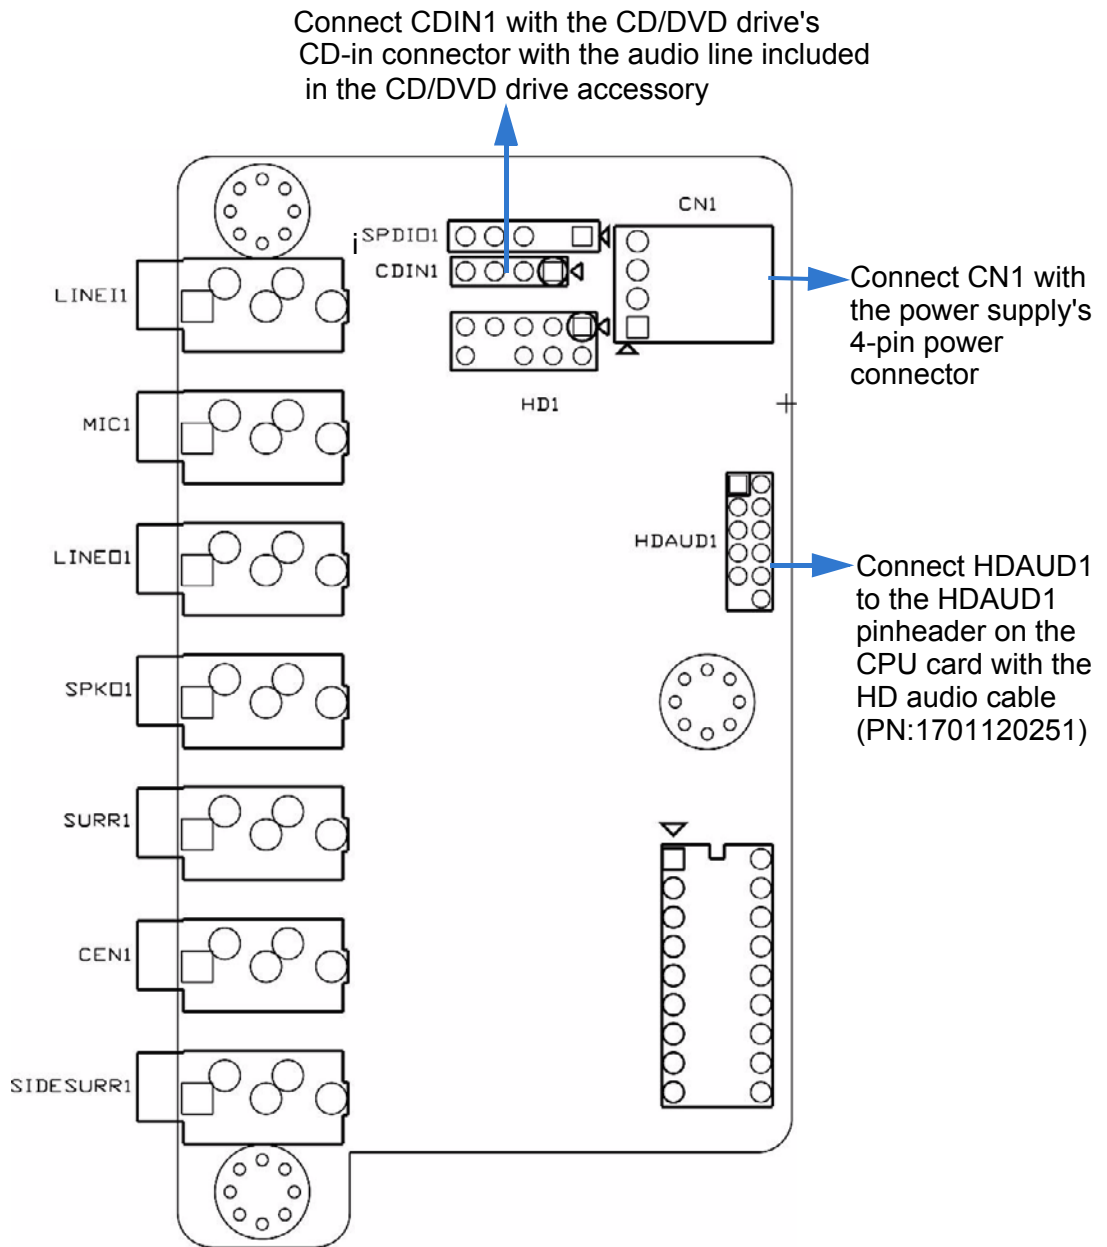 Connect CDIN1 with the CD/DVD drive's
CD-in connector with the audio line included
in the CD/DVD drive accessory
CN1
iSPDIO1
CDIN1
LINEI1
Connect CN1 with
the power supply's
4-pin power
connector
HD1
MIC1
HDAUD1
LINEO1
Connect HDAUD1
to the HDAUD1
pinheader on the
CPU card with the
HD audio cable
(PN:1701120251)
SPKO1
SURR1
CEN1
SIDESURR1